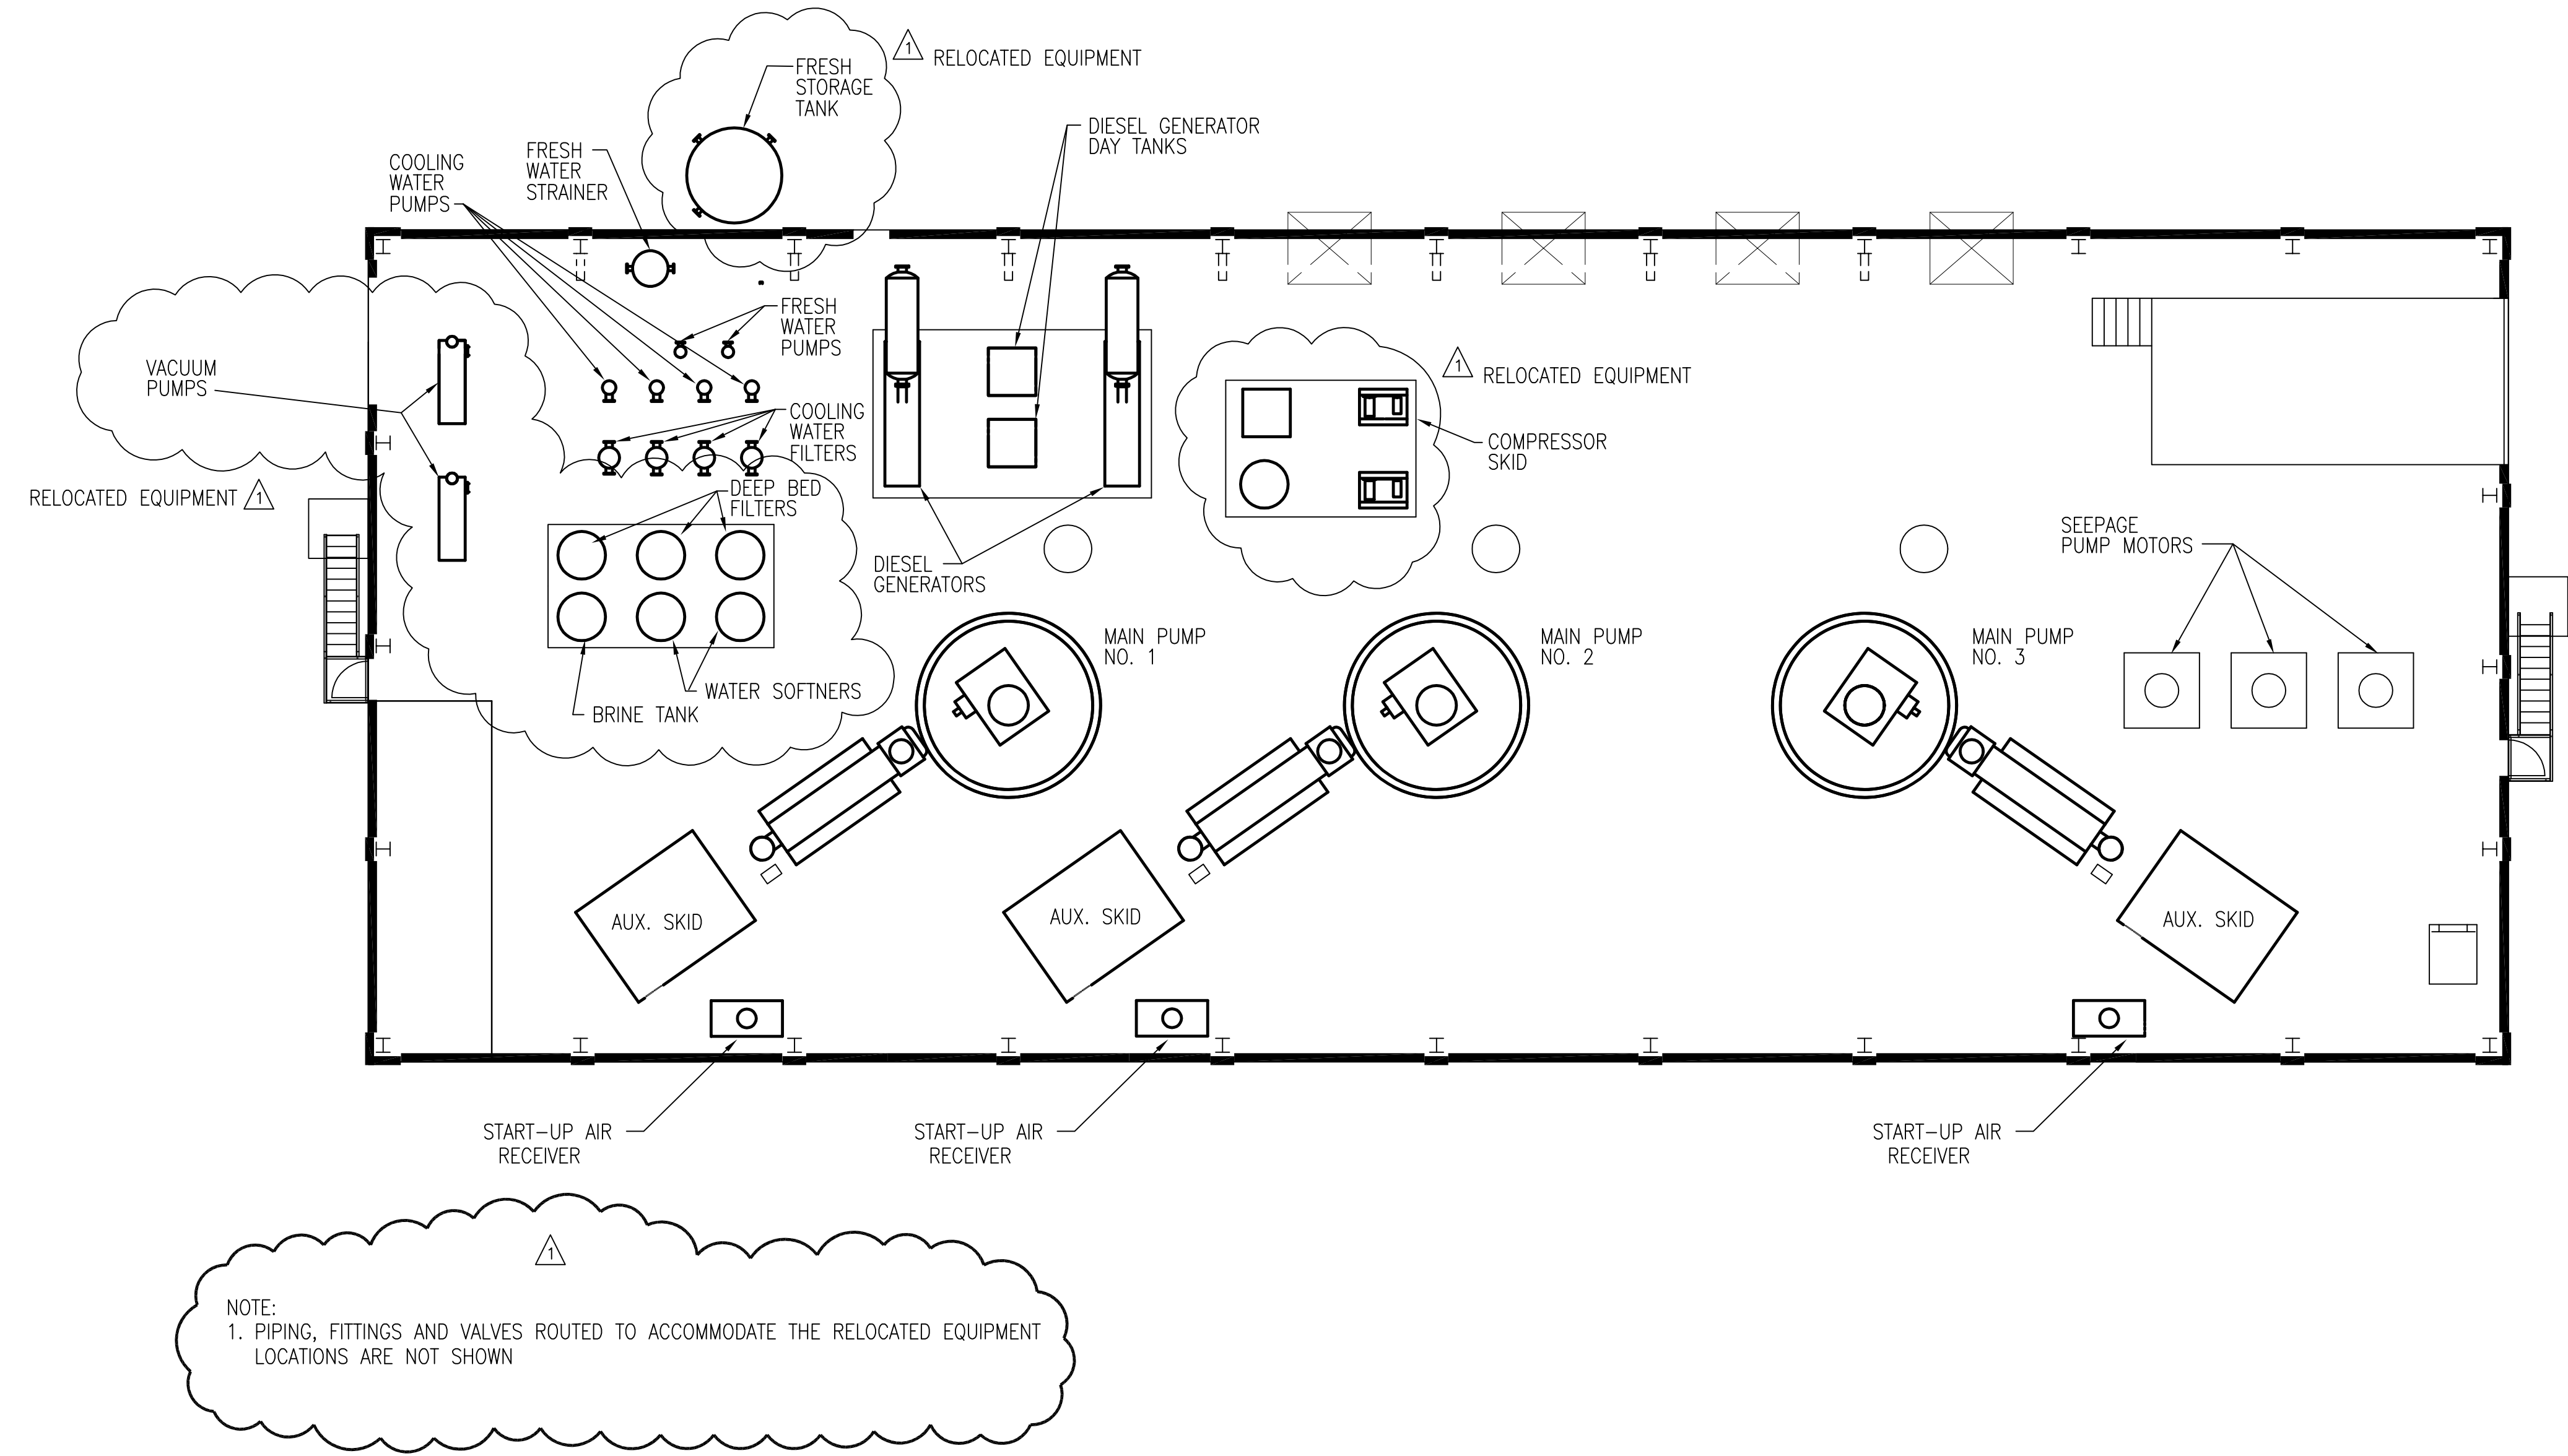 1
RELOCATED EQUIPMENT
FRESH
STORAGE
TANK
DIESEL GENERATOR
DAY TANKS
FRESH
WATER
STRAINER
COOLING
WATER
PUMPS
FRESH
WATER
PUMPS
VACUUM
PUMPS
1
RELOCATED EQUIPMENT
COOLING
WATER
FILTERS
COMPRESSOR
SKID
RELOCATED EQUIPMENT
1
DEEP BED
FILTERS
SEEPAGE
PUMP MOTORS
DIESEL
GENERATORS
MAIN PUMP
NO. 1
MAIN PUMP
NO. 2
MAIN PUMP
NO. 3
WATER SOFTNERS
BRINE TANK
AUX. SKID
AUX. SKID
AUX. SKID
START-UP AIR
RECEIVER
START-UP AIR
RECEIVER
START-UP AIR
RECEIVER
1
NOTE:
1. PIPING, FITTINGS AND VALVES ROUTED TO ACCOMMODATE THE RELOCATED EQUIPMENT
LOCATIONS ARE NOT SHOWN